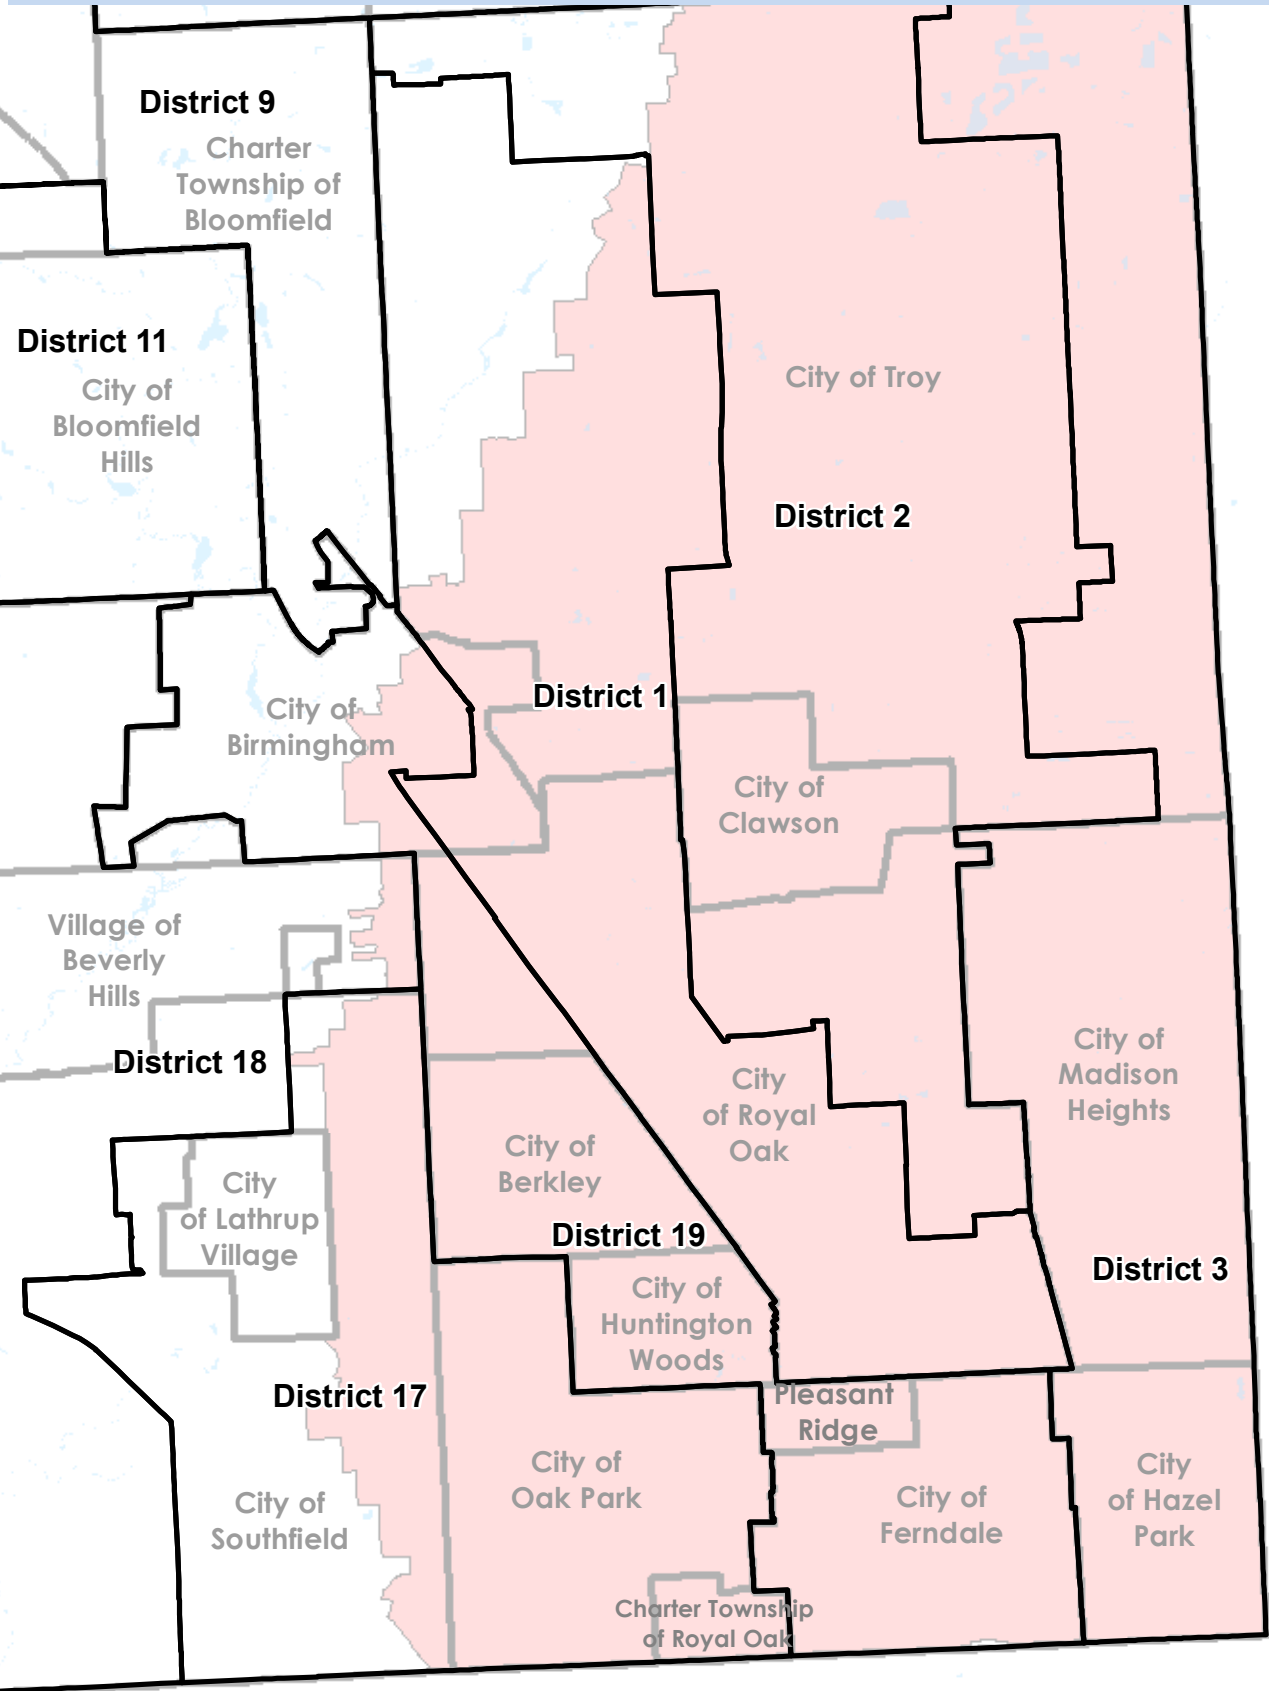 District 9
Charter
Township of
Bloomfield
District 11
City of
Bloomfield
Hills
City of Troy
District 2
District 1
City of
Birmingham
City of
Clawson
Village of
Beverly
Hills
District 18
City
of Royal
Oak
City of
Madison
Heights
City of
Berkley
City
of Lathrup
Village
District 19
District 3
City of
Huntington
Woods
District 17
Pleasant
Ridge
City of
Oak Park
City of
Southfield
City of
Ferndale
City
of Hazel
Park
Charter Township
of Royal Oak